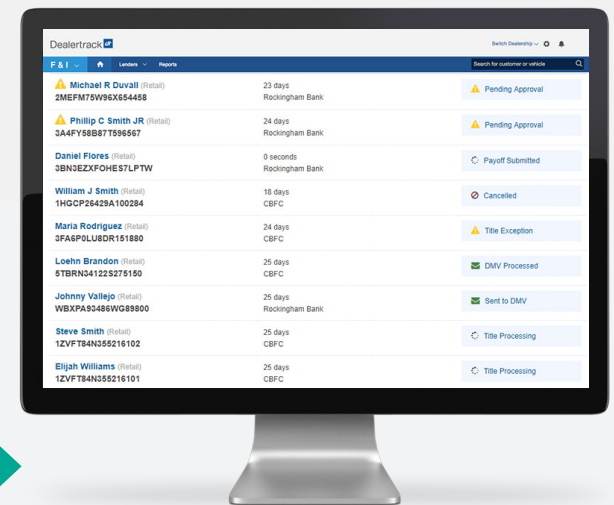 Dealertrack
Switch Dealership
F & I Lenders Reports Search for customer or vehicle
Michael R Duvall (Retail) 23 days Pending Approval
2MEFM75W96X654458 Rockingham Bank
Phillip C Smith JR (Retail) 24 days Pending Approval
3A4FY58B87T596567 Rockingham Bank
Daniel Flores (Retail) 0 seconds Payoff Submitted
3BN3EZXFOHES7LPTW Rockingham Bank
William J Smith (Retail) 18 days Cancelled
1HGCP26429A100284 CBFC
Maria Rodriguez (Retail) 24 days Title Exception
3FA6P0LU8DR151880 CBFC
Loehn Brandon (Retail) 25 days DMV Processed
5TBRN34122S275150 CBFC
Johnny Vallejo (Retail) 25 days Sent to DMV
WBXPA93486WG89800 Rockingham Bank
Steve Smith (Retail) 25 days Title Processing
1ZVFT84N355216102 CBFC
Elijah Williams (Retail) 25 days Title Processing
1ZVFT84N355216101 CBFC